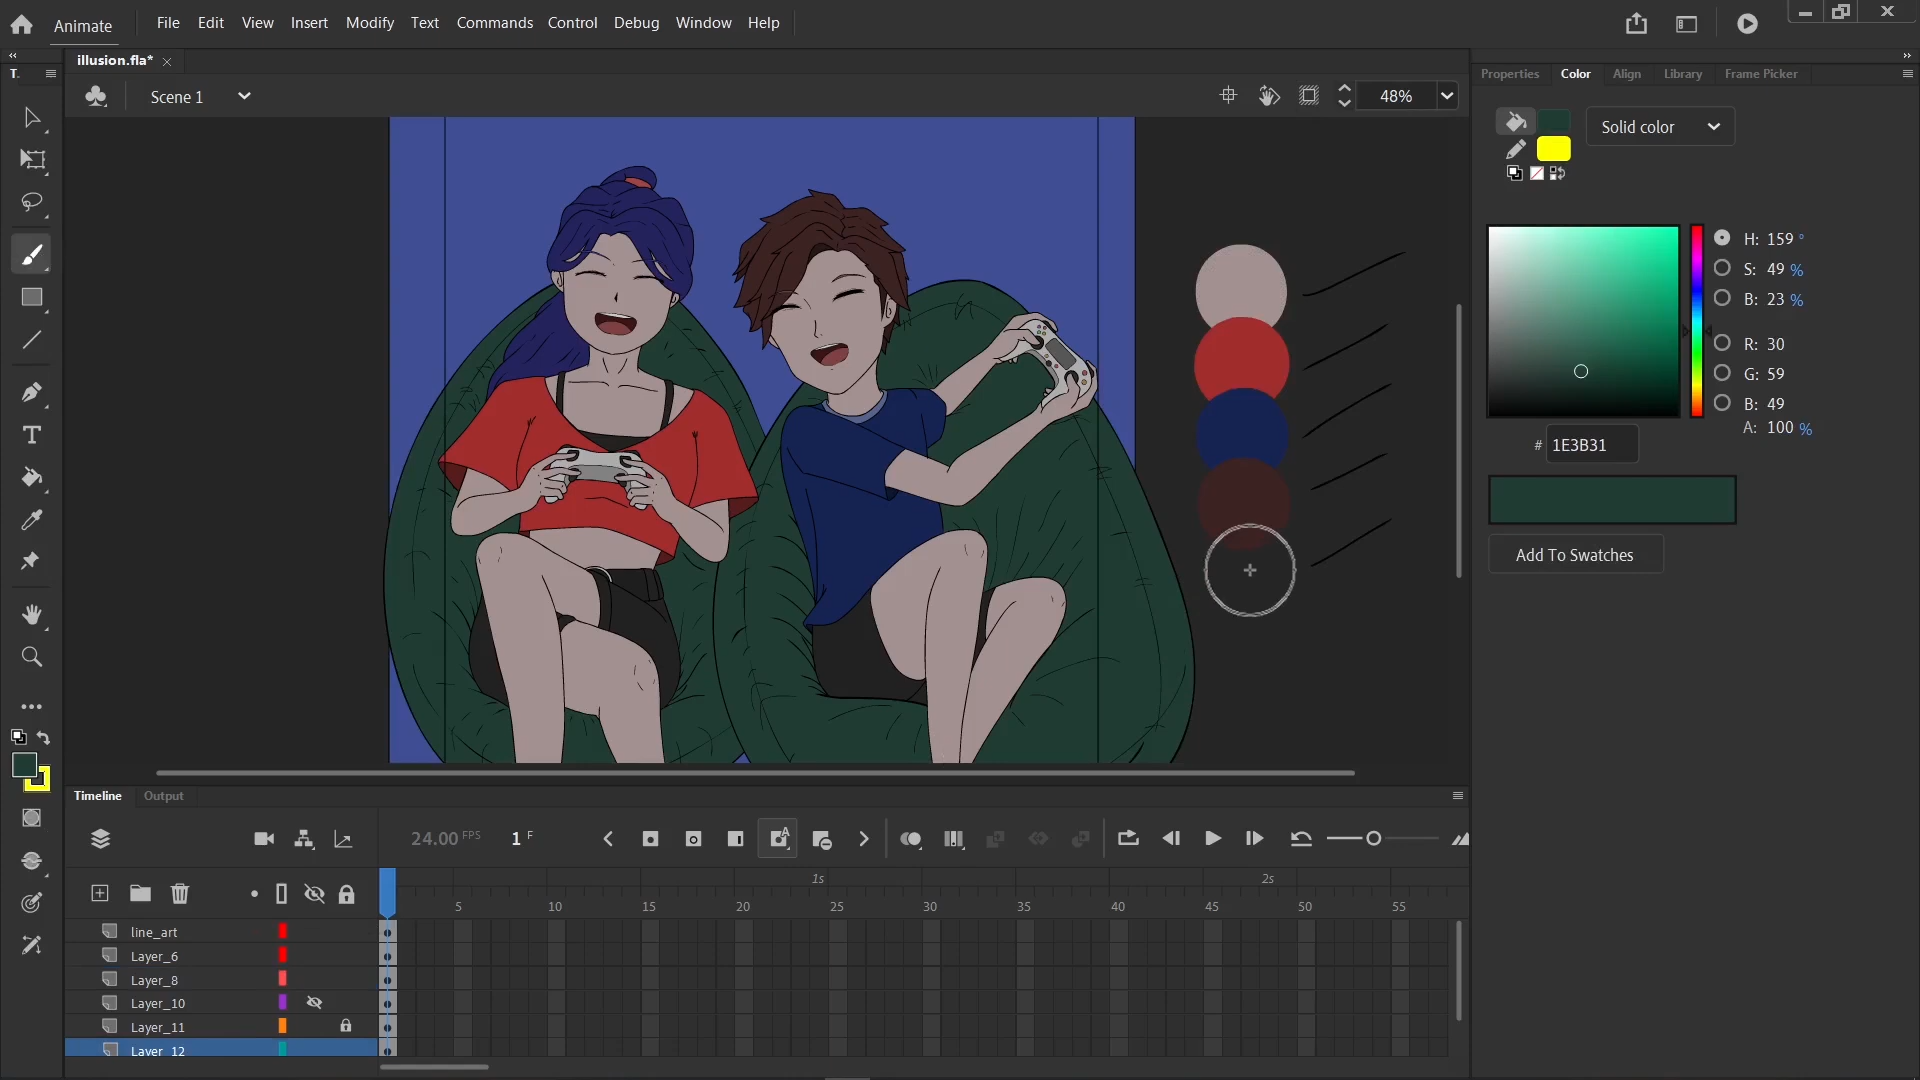 Animate File Edit View Insert Modify Text Commands Control Debug Window Help
illusion.fla*
T.
Scene 1
48%
Properties Color Align Library Frame Picker
Solid color
H: 159 °
S: 49 %
B: 23 %
R: 30
G: 59
B: 49
A: 100 %
# 1E3B31
Add To Swatches
Timeline Output
24.00 FPS 1 F
1s 2s
5 10 15 20 25 30 35 40 45 50 55
line_art
Layer_6
Layer_8
Layer_10
Layer_11
Layer_12